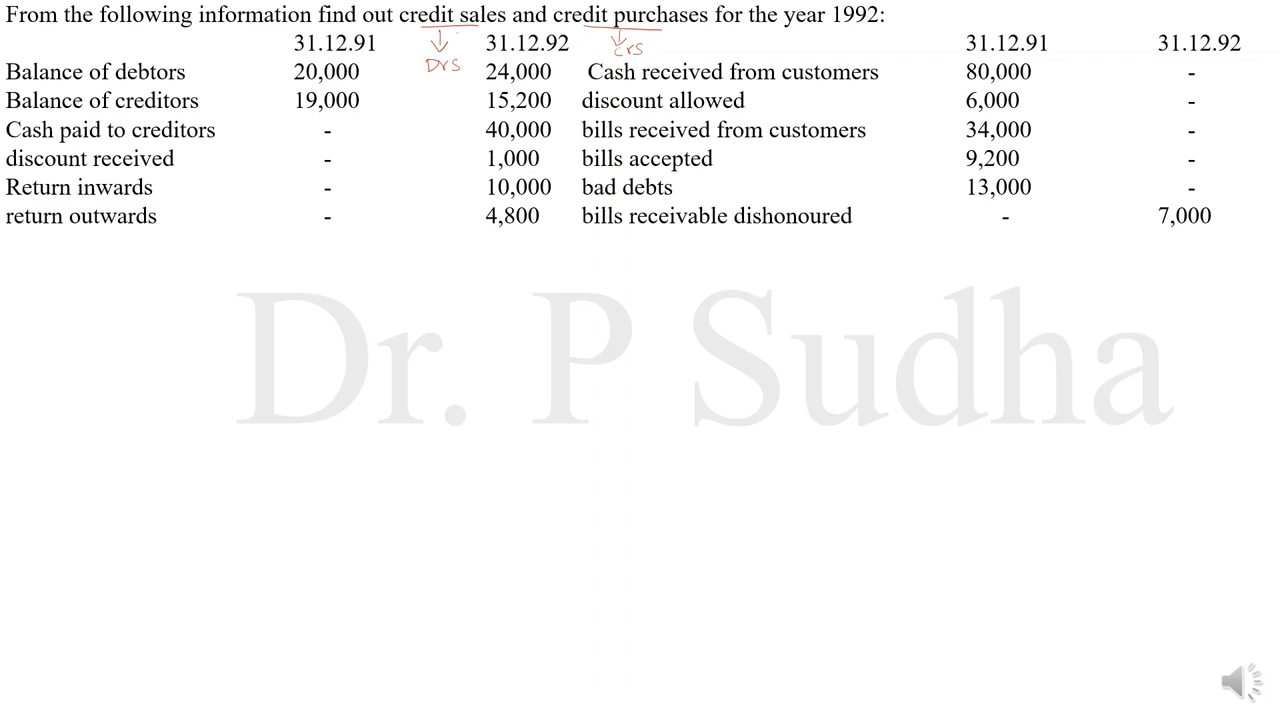 From the following information find out credit sales and credit purchases for the year 1992:
31.12.91 31.12.92 31.12.91 31.12.92
Drs Crs
Balance of debtors 20,000 24,000 Cash received from customers 80,000 -
Balance of creditors 19,000 15,200 discount allowed 6,000 -
Cash paid to creditors - 40,000 bills received from customers 34,000 -
discount received - 1,000 bills accepted 9,200 -
Return inwards - 10,000 bad debts 13,000 -
return outwards - 4,800 bills receivable dishonoured - 7,000
Dr. P Sudha